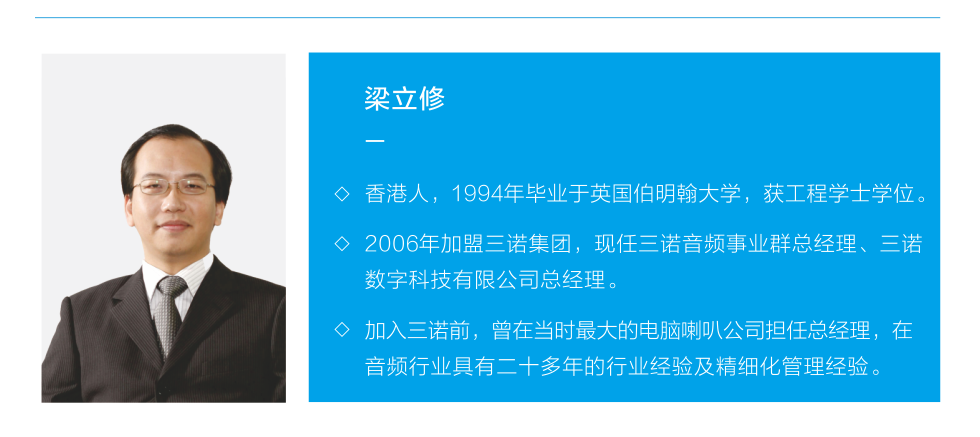 梁立修
香港人，1994年毕业于英国伯明翰大学，获工程学士学位。
2006年加盟三诺集团，现任三诺音频事业群总经理、三诺
数字科技有限公司总经理。
加入三诺前，曾在当时最大的电脑喇叭公司担任总经理，在
音频行业具有二十多年的行业经验及精细化管理经验。